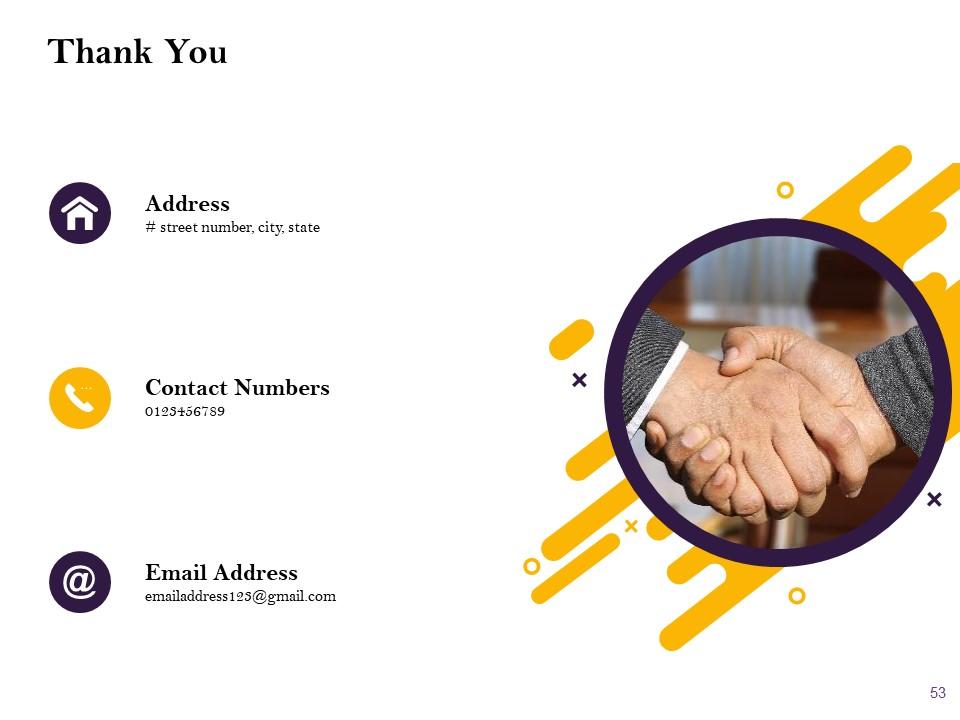 Thank You
Address
# street number, city, state
Contact Numbers
0123456789
@
Email Address
emailaddress123@gmail.com
53